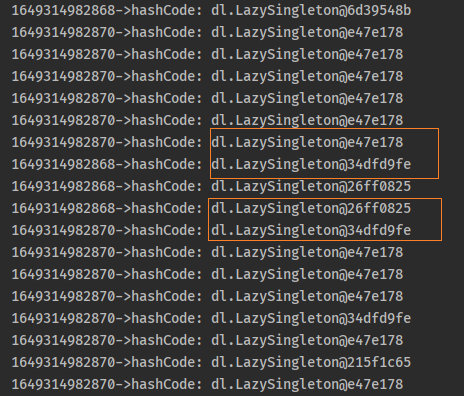 1649314982868->hashCode: dl.LazySingleton@6d39548b
1649314982870->hashCode: dl.LazySingleton@e47e178
1649314982870->hashCode: dl.LazySingleton@e47e178
1649314982870->hashCode: dl.LazySingleton@e47e178
1649314982870->hashCode: dl.LazySingleton@e47e178
1649314982870->hashCode: dl.LazySingleton@e47e178
1649314982870->hashCode: dl.LazySingleton@e47e178
1649314982868->hashCode: dl.LazySingleton@34dfd9fe
1649314982870->hashCode: dl.LazySingleton@26ff0825
1649314982868->hashCode: dl.LazySingleton@26ff0825
1649314982870->hashCode: dl.LazySingleton@34dfd9fe
1649314982870->hashCode: dl.LazySingleton@e47e178
1649314982870->hashCode: dl.LazySingleton@e47e178
1649314982870->hashCode: dl.LazySingleton@e47e178
1649314982870->hashCode: dl.LazySingleton@34dfd9fe
1649314982870->hashCode: dl.LazySingleton@e47e178
1649314982870->hashCode: dl.LazySingleton@215f1c65
1649314982870->hashCode: dl.LazySingleton@e47e178